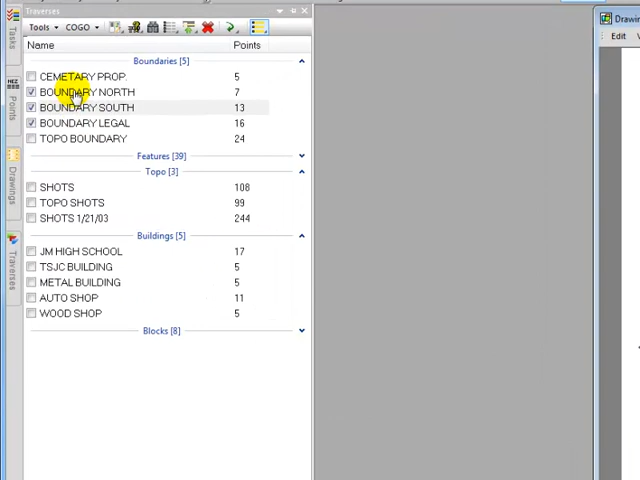 Traverses
Tools COGO
Name Points
Boundaries [5]
CEMETARY PROP. 5
BOUNDARY NORTH 7
BOUNDARY SOUTH 13
BOUNDARY LEGAL 16
TOPO BOUNDARY 24
Features [39]
Topo [3]
SHOTS 108
TOPO SHOTS 99
SHOTS 1/21/03 244
Buildings [5]
JM HIGH SCHOOL 17
TSJC BUILDING 5
METAL BUILDING 5
AUTO SHOP 11
WOOD SHOP 5
Blocks [8]
Tasks
Points
Drawings
Traverses
Drawin
Edit